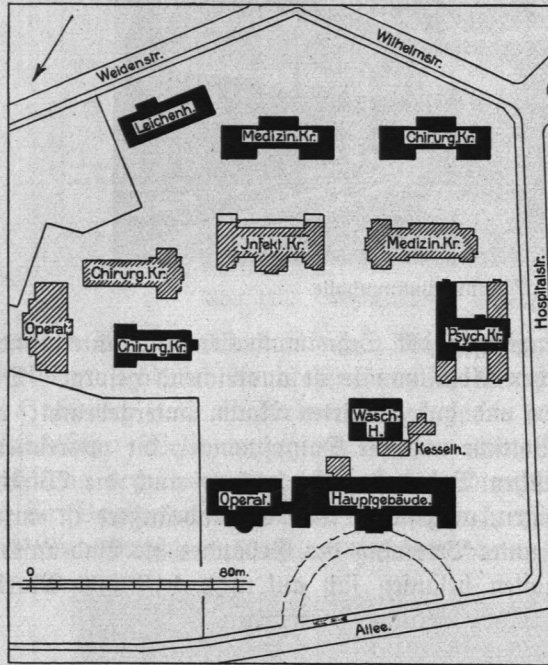 Weidenstr.
Wilhelmstr.
Leichenh.
Medizin.Kr.
Chirurg.Kr.
Jnfekt.Kr.
Medizin.Kr.
Chirurg.Kr.
Hospitalstr.
Operat.
Chirurg.Kr.
Psych.Kr.
Wasch-
H.
Kesselh.
Operat.
Hauptgebäude.
0 80m.
Allee.